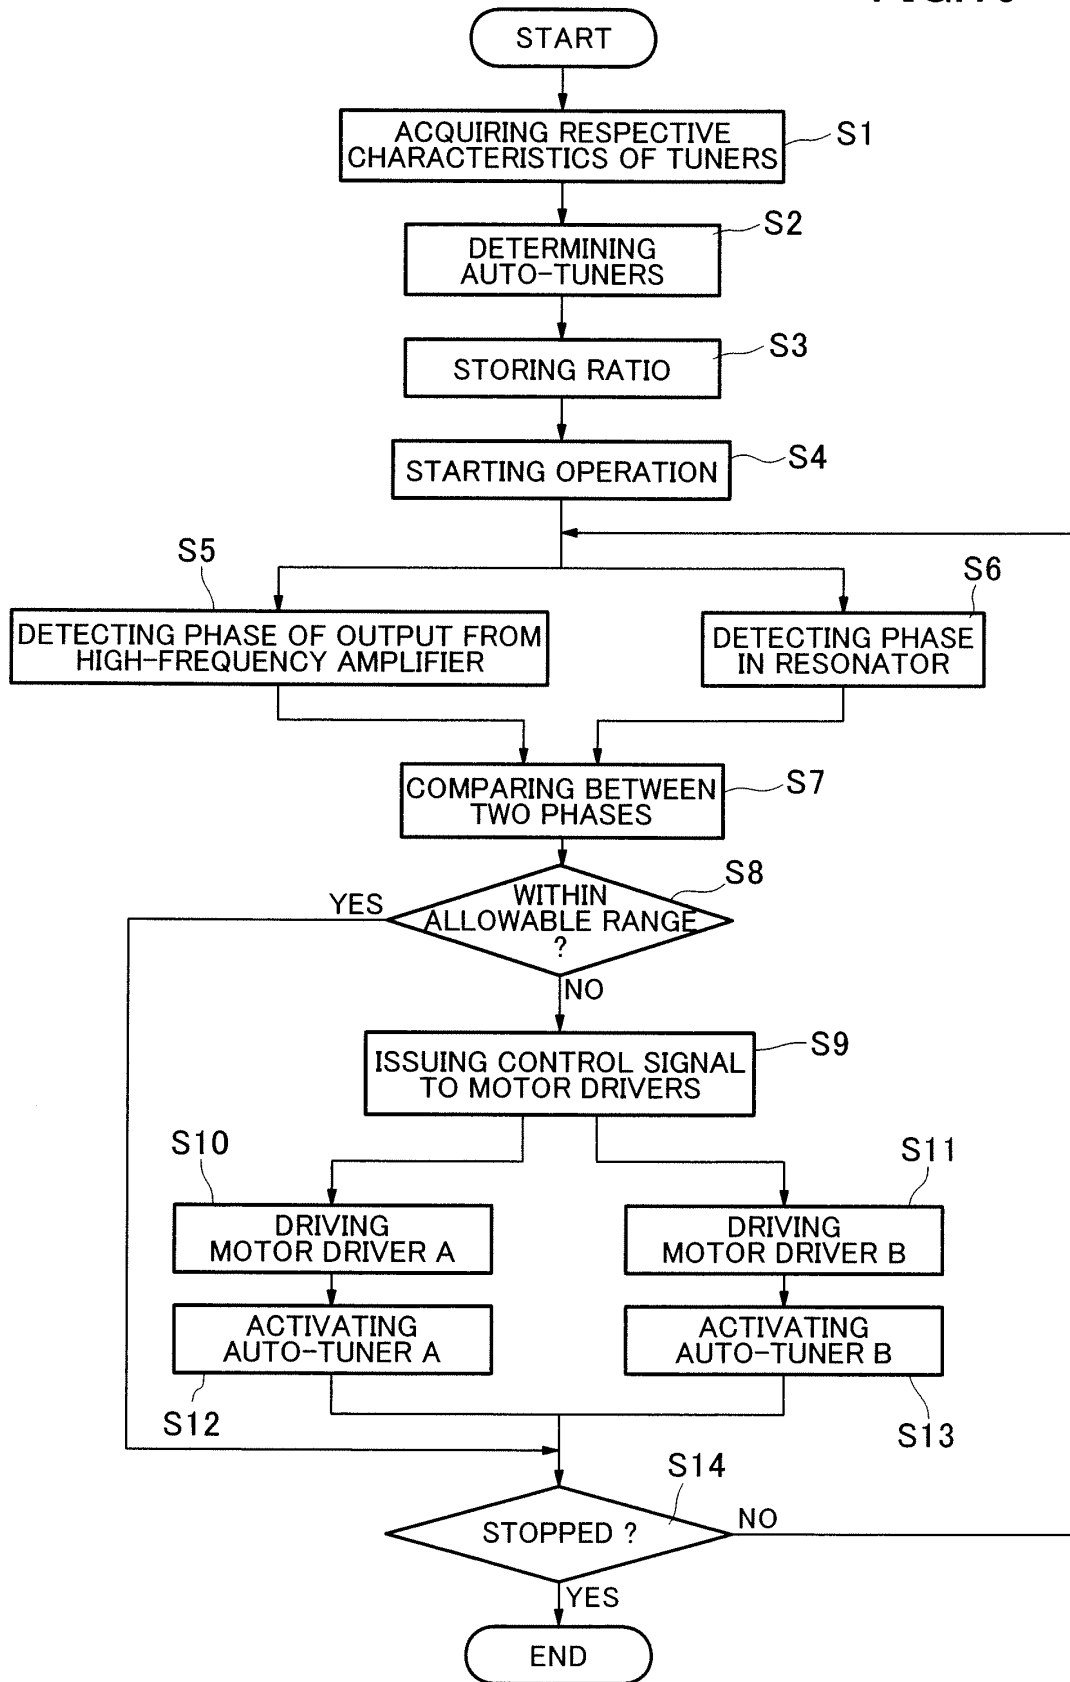 START
ACQUIRING RESPECTIVE
CHARACTERISTICS OF TUNERS
S1
S2
DETERMINING
AUTO-TUNERS
S3
STORING RATIO
S4
STARTING OPERATION
S5
S6
DETECTING PHASE OF OUTPUT FROM
HIGH-FREQUENCY AMPLIFIER
DETECTING PHASE
IN RESONATOR
S7
COMPARING BETWEEN
TWO PHASES
S8
YES
WITHIN
ALLOWABLE RANGE
?
NO
S9
ISSUING CONTROL SIGNAL
TO MOTOR DRIVERS
S10
S11
DRIVING
MOTOR DRIVER A
DRIVING
MOTOR DRIVER B
ACTIVATING
AUTO-TUNER A
ACTIVATING
AUTO-TUNER B
S12
S13
S14
STOPPED ?
NO
YES
END